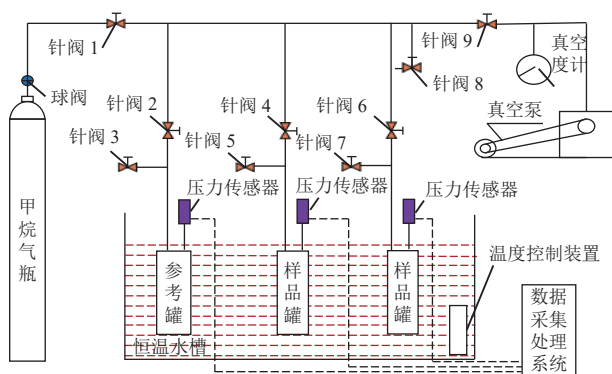 针阀 1
针阀 9
真空
度计
针阀 8
球阀
针阀 2
针阀 4
针阀 6
真空泵
针阀 3
针阀 5
针阀 7
压力传感器
压力传感器
压力传感器
甲
烷
气
瓶
参
考
罐
样
品
罐
样
品
罐
温度控制装置
恒温水槽
数据
采集
处理
系统